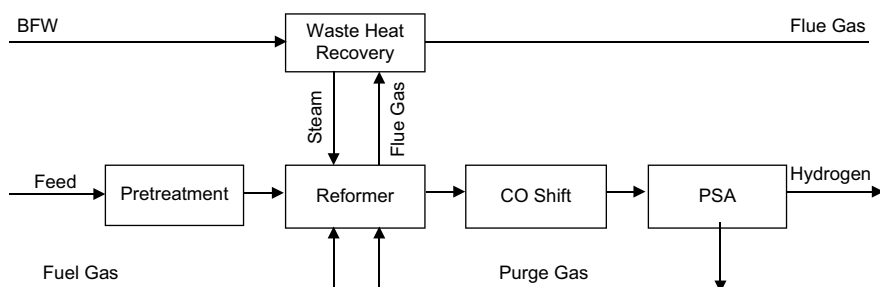 BFW
Waste Heat
Recovery
Flue Gas
Steam
Flue Gas
Feed
Pretreatment
Reformer
CO Shift
PSA
Hydrogen
Fuel Gas
Purge Gas